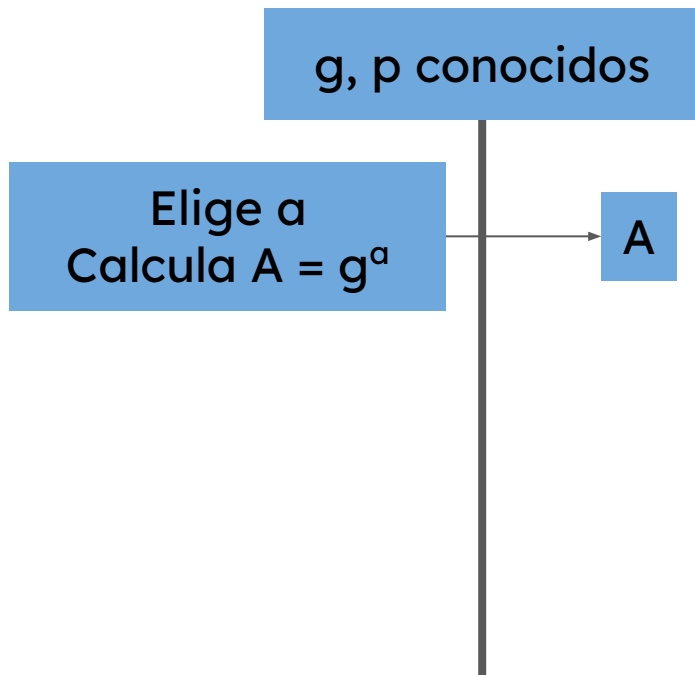 g, p conocidos
Elige a
Calcula A = gᵃ
A